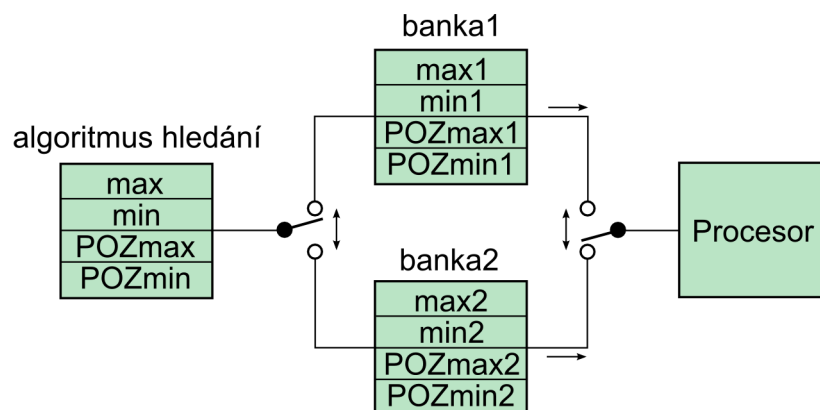 banka1
max1
min1
POZmax1
POZmin1
algoritmus hledání
max
min
POZmax
POZmin
Procesor
banka2
max2
min2
POZmax2
POZmin2